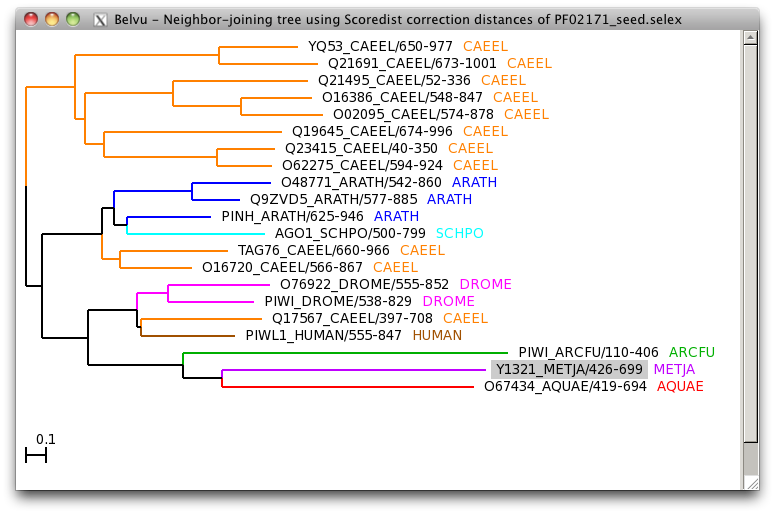 Belvu – Neighbor-joining tree using Scoredist correction distances of PF02171_seed.selex
YQ53_CAEEL/650-977 CAEEL
Q21691_CAEEL/673-1001 CAEEL
Q21495_CAEEL/52-336 CAEEL
O16386_CAEEL/548-847 CAEEL
O02095_CAEEL/574-878 CAEEL
Q19645_CAEEL/674-996 CAEEL
Q23415_CAEEL/40-350 CAEEL
O62275_CAEEL/594-924 CAEEL
O48771_ARATH/542-860 ARATH
Q9ZVD5_ARATH/577-885 ARATH
PINH_ARATH/625-946 ARATH
AGO1_SCHPO/500-799 SCHPO
TAG76_CAEEL/660-966 CAEEL
O16720_CAEEL/566-867 CAEEL
O76922_DROME/555-852 DROME
PIWI_DROME/538-829 DROME
Q17567_CAEEL/397-708 CAEEL
PIWL1_HUMAN/555-847 HUMAN
PIWI_ARCFU/110-406 ARCFU
Y1321_METJA/426-699 METJA
O67434_AQUAE/419-694 AQUAE
0.1